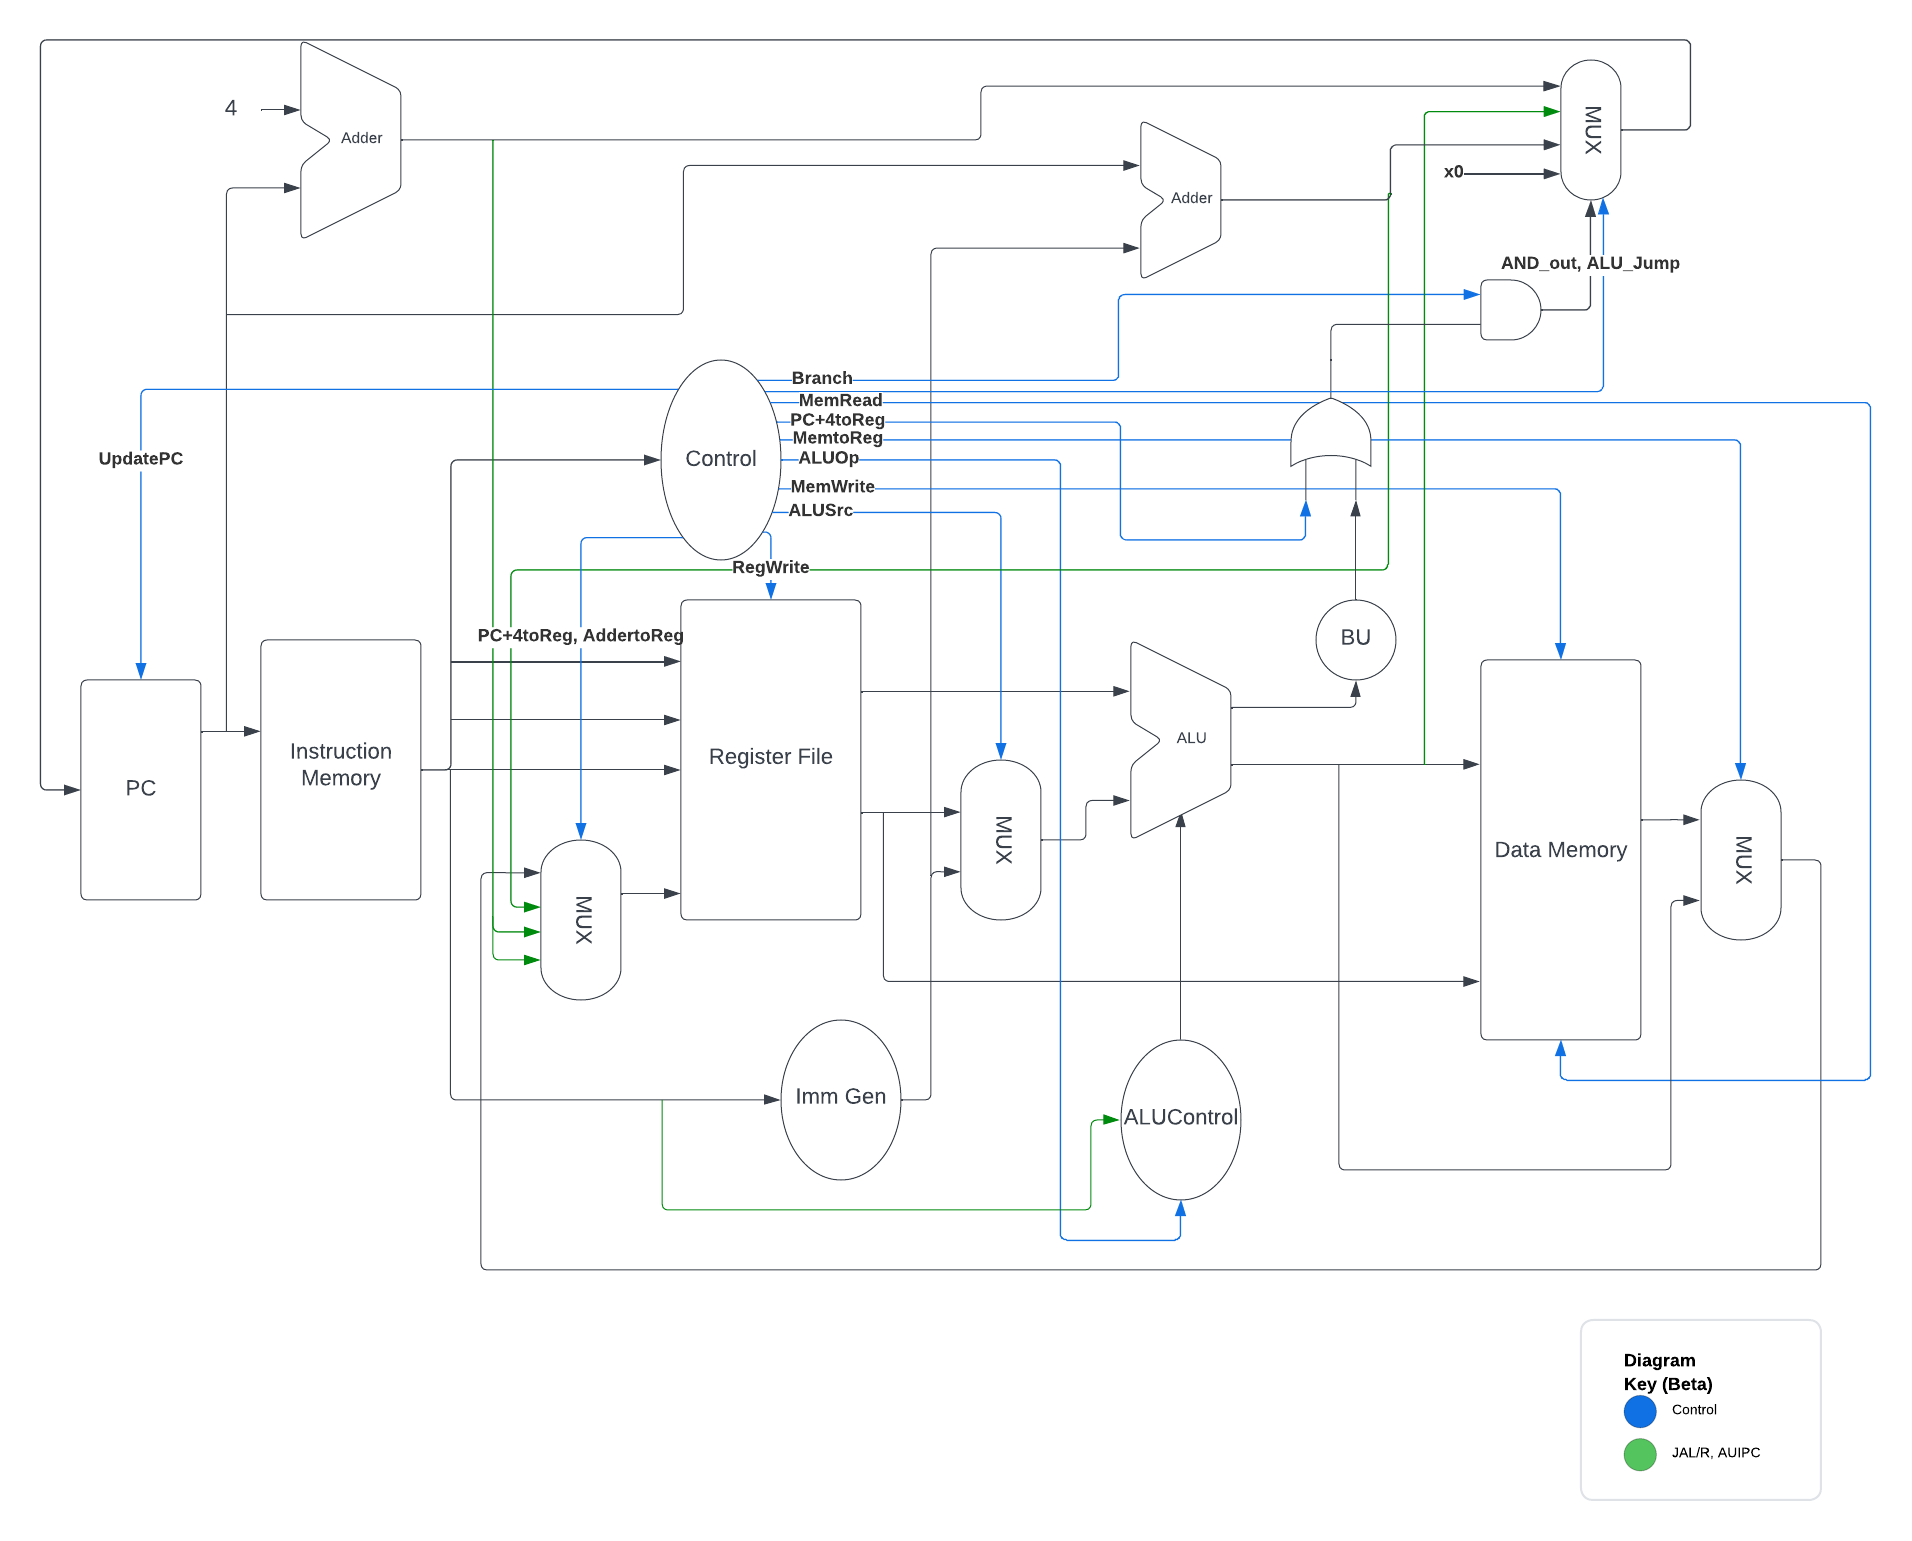 4
Adder
MUX
x0
Adder
AND_out, ALU_Jump
Branch
MemRead
PC+4toReg
MemtoReg
UpdatePC
Control
ALUOp
MemWrite
ALUSrc
RegWrite
PC+4toReg, AddertoReg
BU
Instruction
Memory
Register File
ALU
PC
MUX
Data Memory
MUX
MUX
Imm Gen
ALUControl
Diagram
Key (Beta)
Control
JAL/R, AUIPC